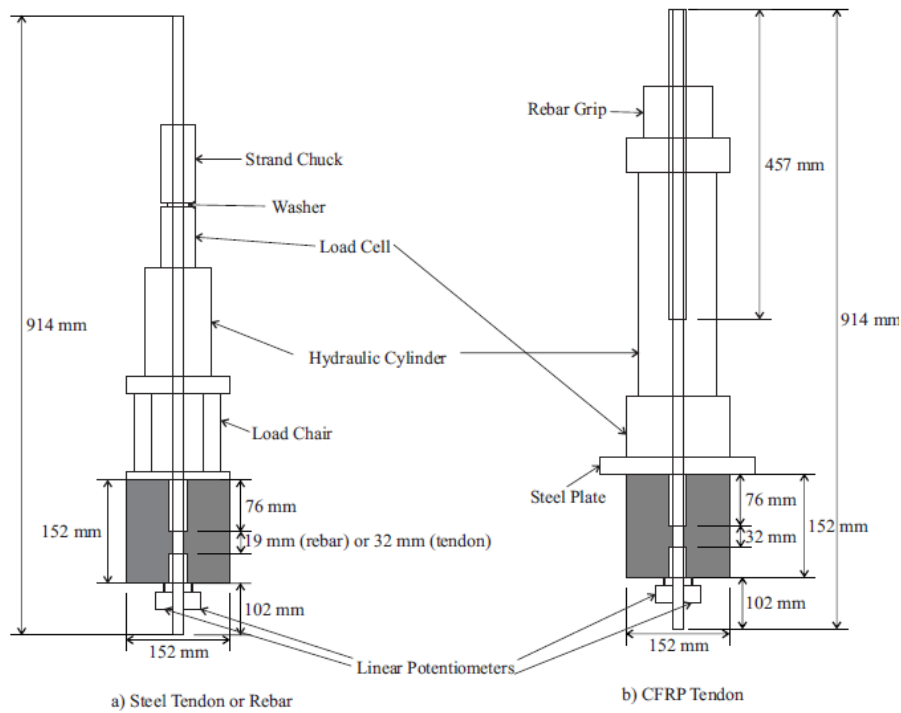 Strand Chuck
Washer
Load Cell
914 mm
Hydraulic Cylinder
Load Chair
76 mm
152 mm
19 mm (rebar) or 32 mm (tendon)
102 mm
152 mm
Linear Potentiometers
a) Steel Tendon or Rebar
Rebar Grip
457 mm
914 mm
Steel Plate
76 mm
152 mm
32 mm
102 mm
152 mm
b) CFRP Tendon